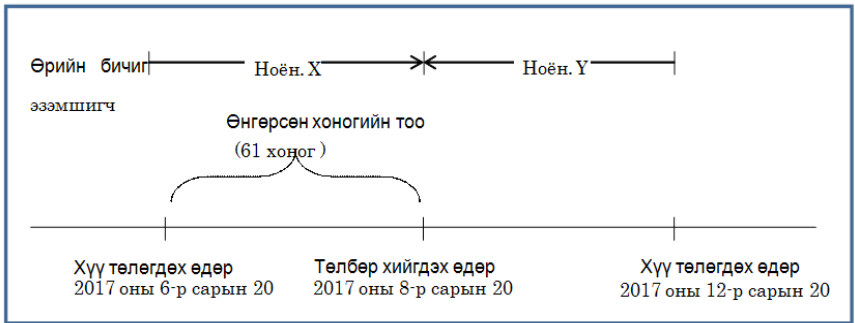 Өрийн бичиг
эзэмшигч
Ноён. X
Ноён. Y
Өнгөрсөн хоногийн тоо
(61 хоног )
Хүү төлөгдөх өдөр
2017 оны 6-р сарын 20
Төлбөр хийгдэх өдөр
2017 оны 8-р сарын 20
Хүү төлөгдөх өдөр
2017 оны 12-р сарын 20